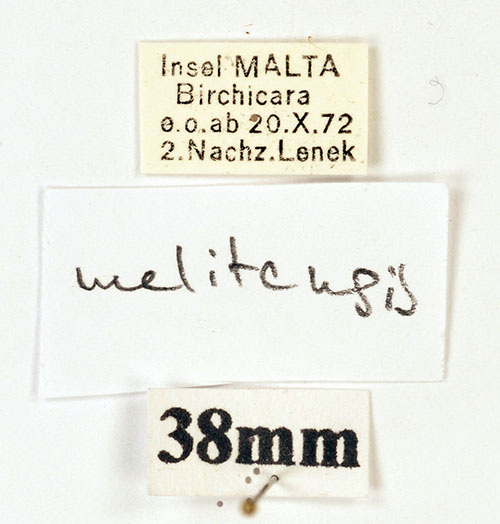 Insel MALTA
Birchicara
e.o.ab 20.X.72
2.Nachz.Lenek
melitensis
38mm